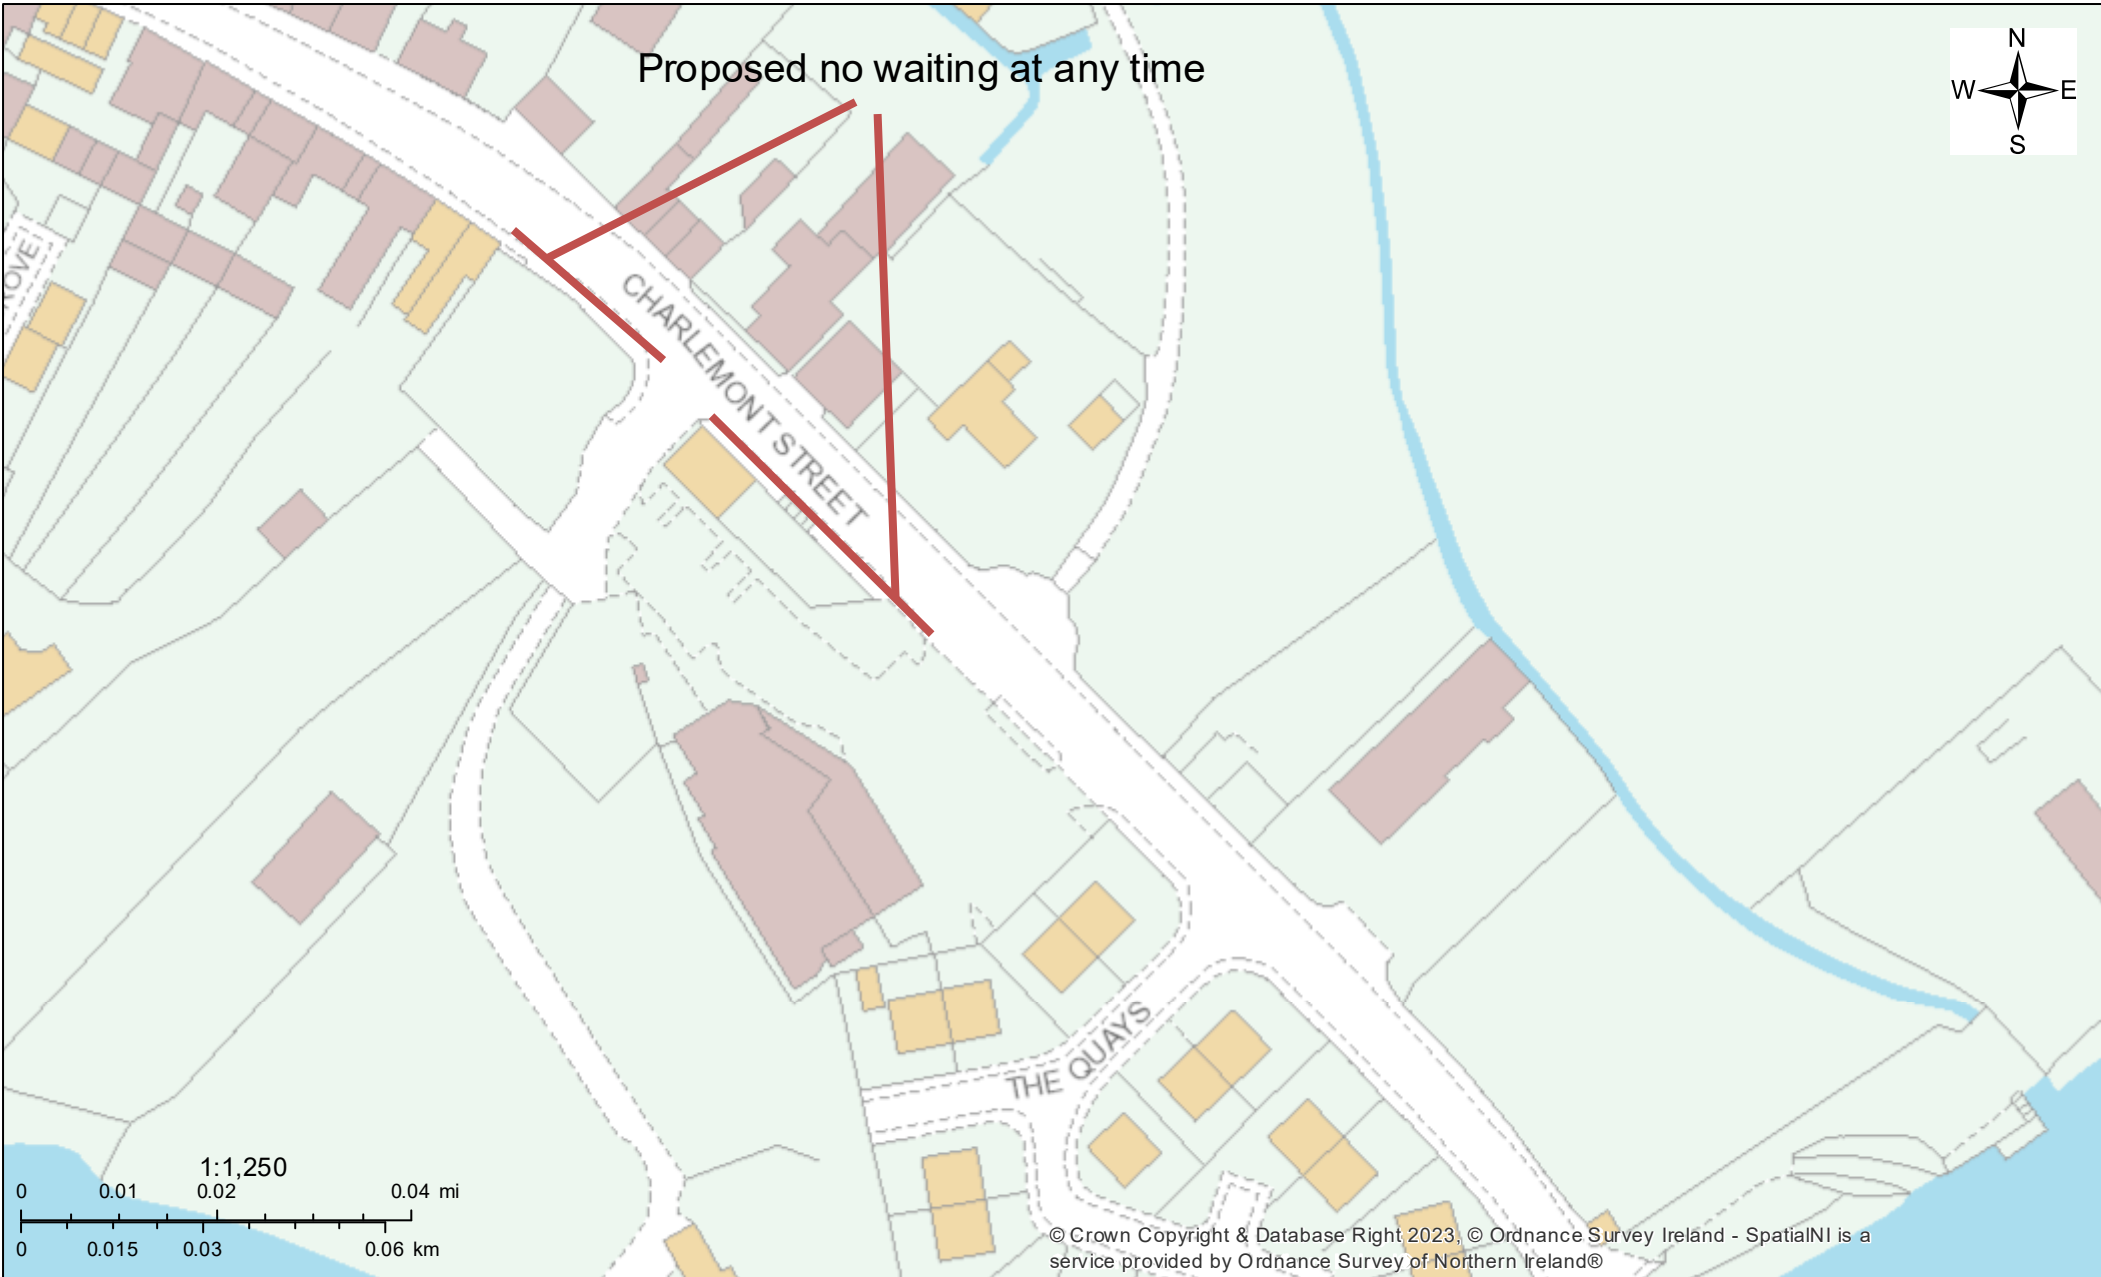 Proposed no waiting at any time
N
W E
S
CHARLEMONT STREET
THE QUAYS
1:1,250
0 0.01 0.02 0.04 mi
0 0.015 0.03 0.06 km
© Crown Copyright & Database Right 2023, © Ordnance Survey Ireland - SpatialNI is a
service provided by Ordnance Survey of Northern Ireland®